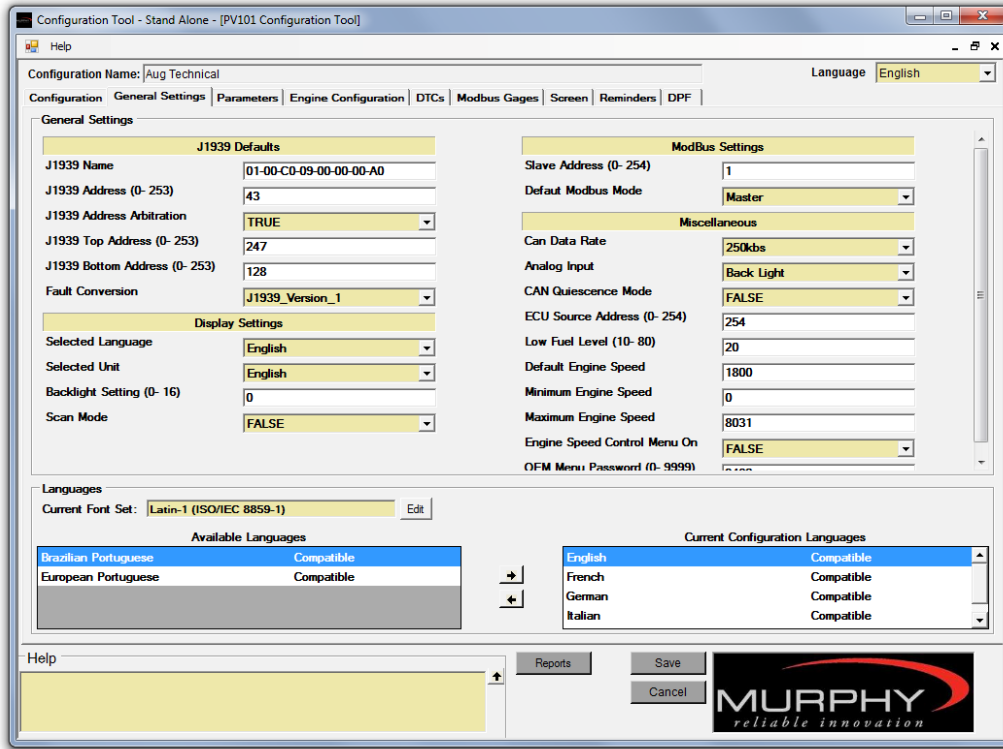 Configuration Tool - Stand Alone - [PV101 Configuration Tool]
Help
Configuration Name: Aug Technical
Language English
Configuration General Settings Parameters Engine Configuration DTCs Modbus Gages Screen Reminders DPF
General Settings
J1939 Defaults
J1939 Name 01-00-C0-09-00-00-00-A0
J1939 Address (0- 253) 43
J1939 Address Arbitration TRUE
J1939 Top Address (0- 253) 247
J1939 Bottom Address (0- 253) 128
Fault Conversion J1939_Version_1
Display Settings
Selected Language English
Selected Unit English
Backlight Setting (0- 16) 0
Scan Mode FALSE
ModBus Settings
Slave Address (0- 254) 1
Defaut Modbus Mode Master
Miscellaneous
Can Data Rate 250kbs
Analog Input Back Light
CAN Quiescence Mode FALSE
ECU Source Address (0- 254) 254
Low Fuel Level (10- 80) 20
Default Engine Speed 1800
Minimum Engine Speed 0
Maximum Engine Speed 8031
Engine Speed Control Menu On FALSE
OEM Menu Password (0- 9999)
Languages
Current Font Set: Latin-1 (ISO/IEC 8859-1) Edit
Available Languages
Brazilian Portuguese Compatible
European Portuguese Compatible
Current Configuration Languages
English Compatible
French Compatible
German Compatible
Italian Compatible
Help
Reports
Save
Cancel
MURPHY
reliable innovation